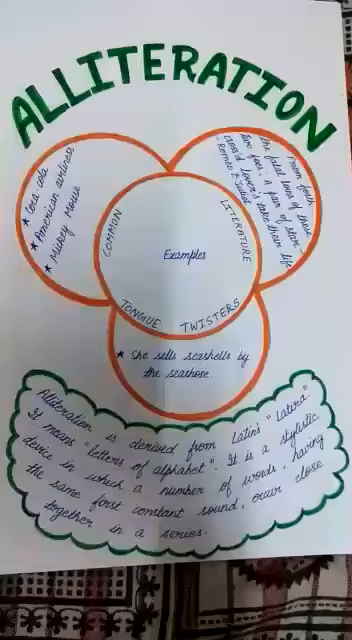 ALLITERATION
COMMON
★ Coca-cola
★ American airlines
★ Mickey Mouse
LITERATURE
From forth
the fatal loins of these
two foes; A pair of star-
cross'd lover's take their life
- Romeo & Juliet
Examples
TONGUE TWISTERS
★ She sells seashells by
the seashore.
Alliteration is derived from Latin's "Latira".
It means "letters of alphabet". It is a stylistic
device in which a number of words, having
the same first constant sound, occur close
together in a series.